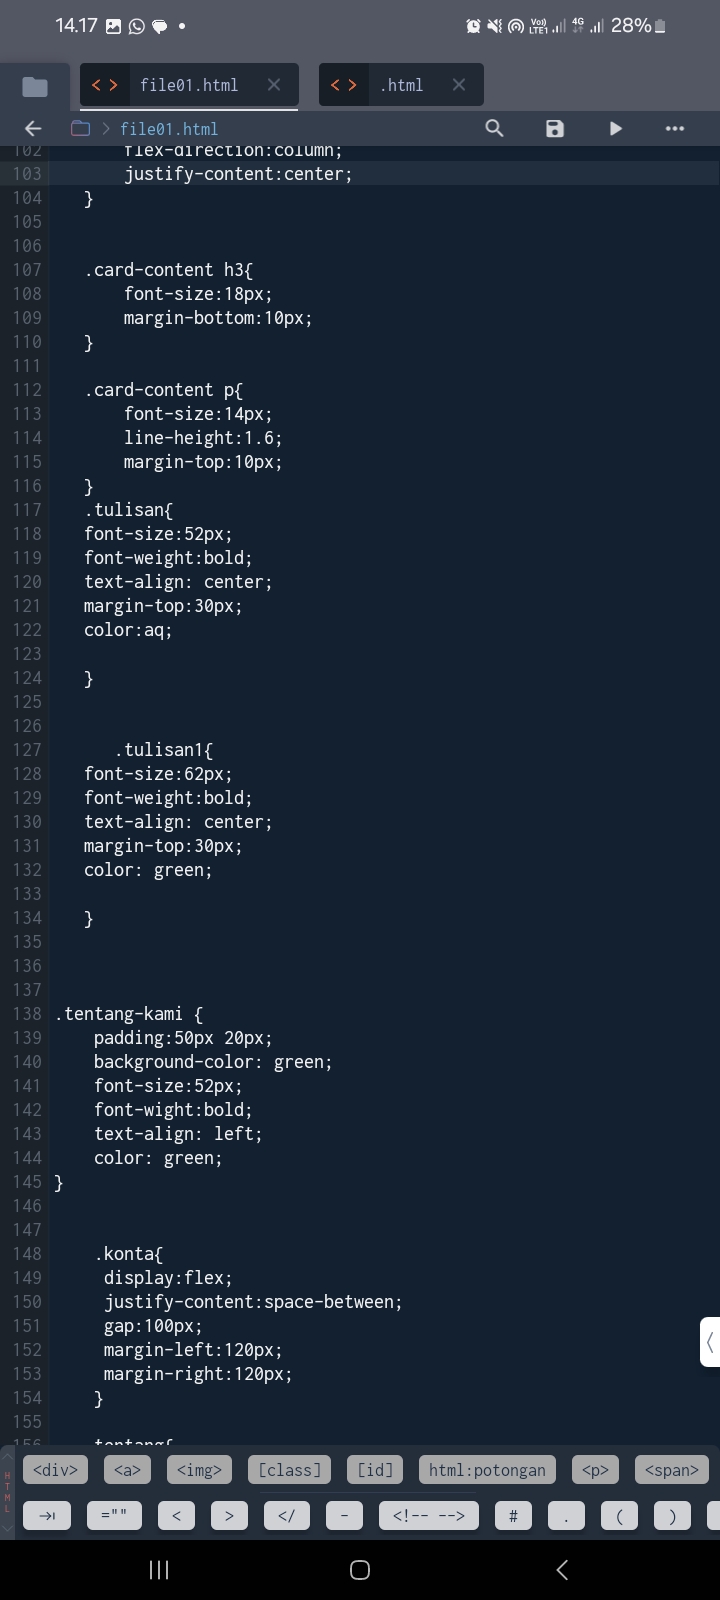 14.17 Vo)) LTE1 4G 28%
file01.html .html
file01.html
102 flex-direction:column;
103 justify-content:center;
104 }
105
106
107 .card-content h3{
108 font-size:18px;
109 margin-bottom:10px;
110 }
111
112 .card-content p{
113 font-size:14px;
114 line-height:1.6;
115 margin-top:10px;
116 }
117 .tulisan{
118 font-size:52px;
119 font-weight:bold;
120 text-align: center;
121 margin-top:30px;
122 color:aq;
123
124 }
125
126
127 .tulisan1{
128 font-size:62px;
129 font-weight:bold;
130 text-align: center;
131 margin-top:30px;
132 color: green;
133
134 }
135
136
137
138 .tentang-kami {
139 padding:50px 20px;
140 background-color: green;
141 font-size:52px;
142 font-wight:bold;
143 text-align: left;
144 color: green;
145 }
146
147
148 .konta{
149 display:flex;
150 justify-content:space-between;
151 gap:100px;
152 margin-left:120px;
153 margin-right:120px;
154 }
155
156 tentang{
HTML
<div> <a> <img> [class] [id] html:potongan <p> <span>
="" < > </ - <!-- --> # . ( )